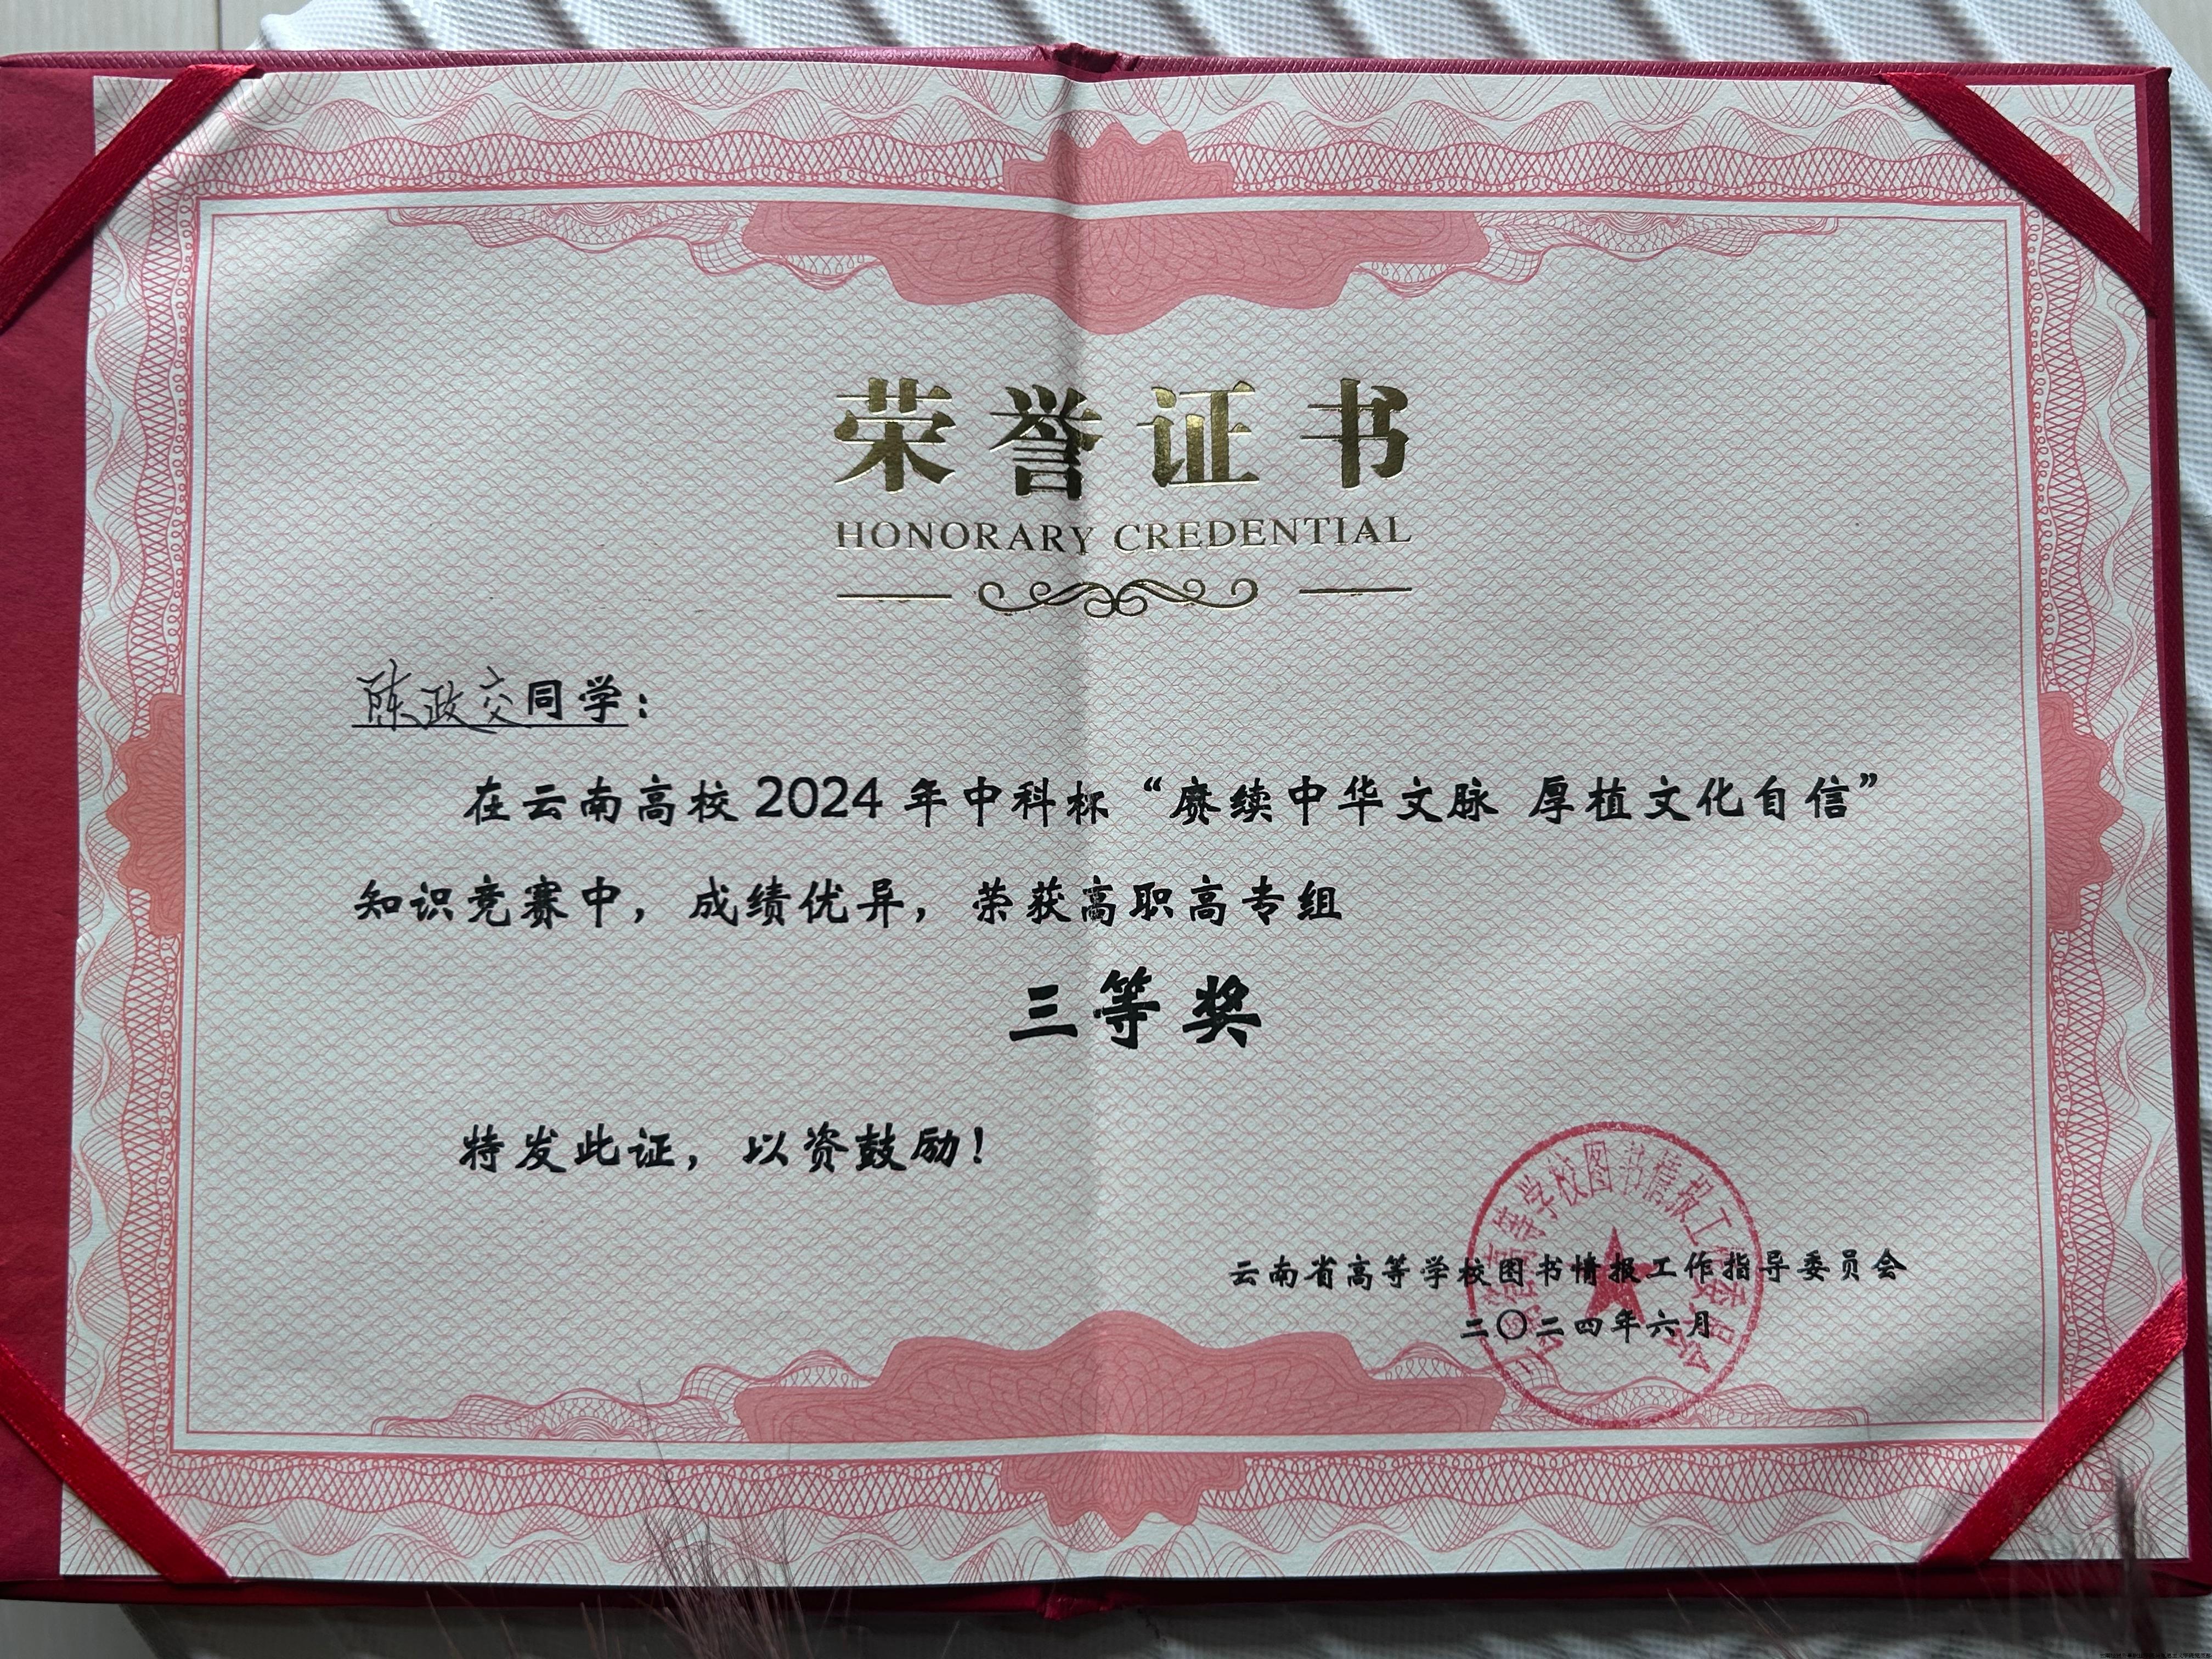 荣誉证书
HONORARY CREDENTIAL
陈政交同学：
在云南高校2024年中科杯“赓续中华文脉 厚植文化自信”
知识竞赛中，成绩优异，荣获高职高专组
三等奖
特发此证，以资鼓励！
云南省高等学校图书情报工作指导委员会
二〇二四年六月